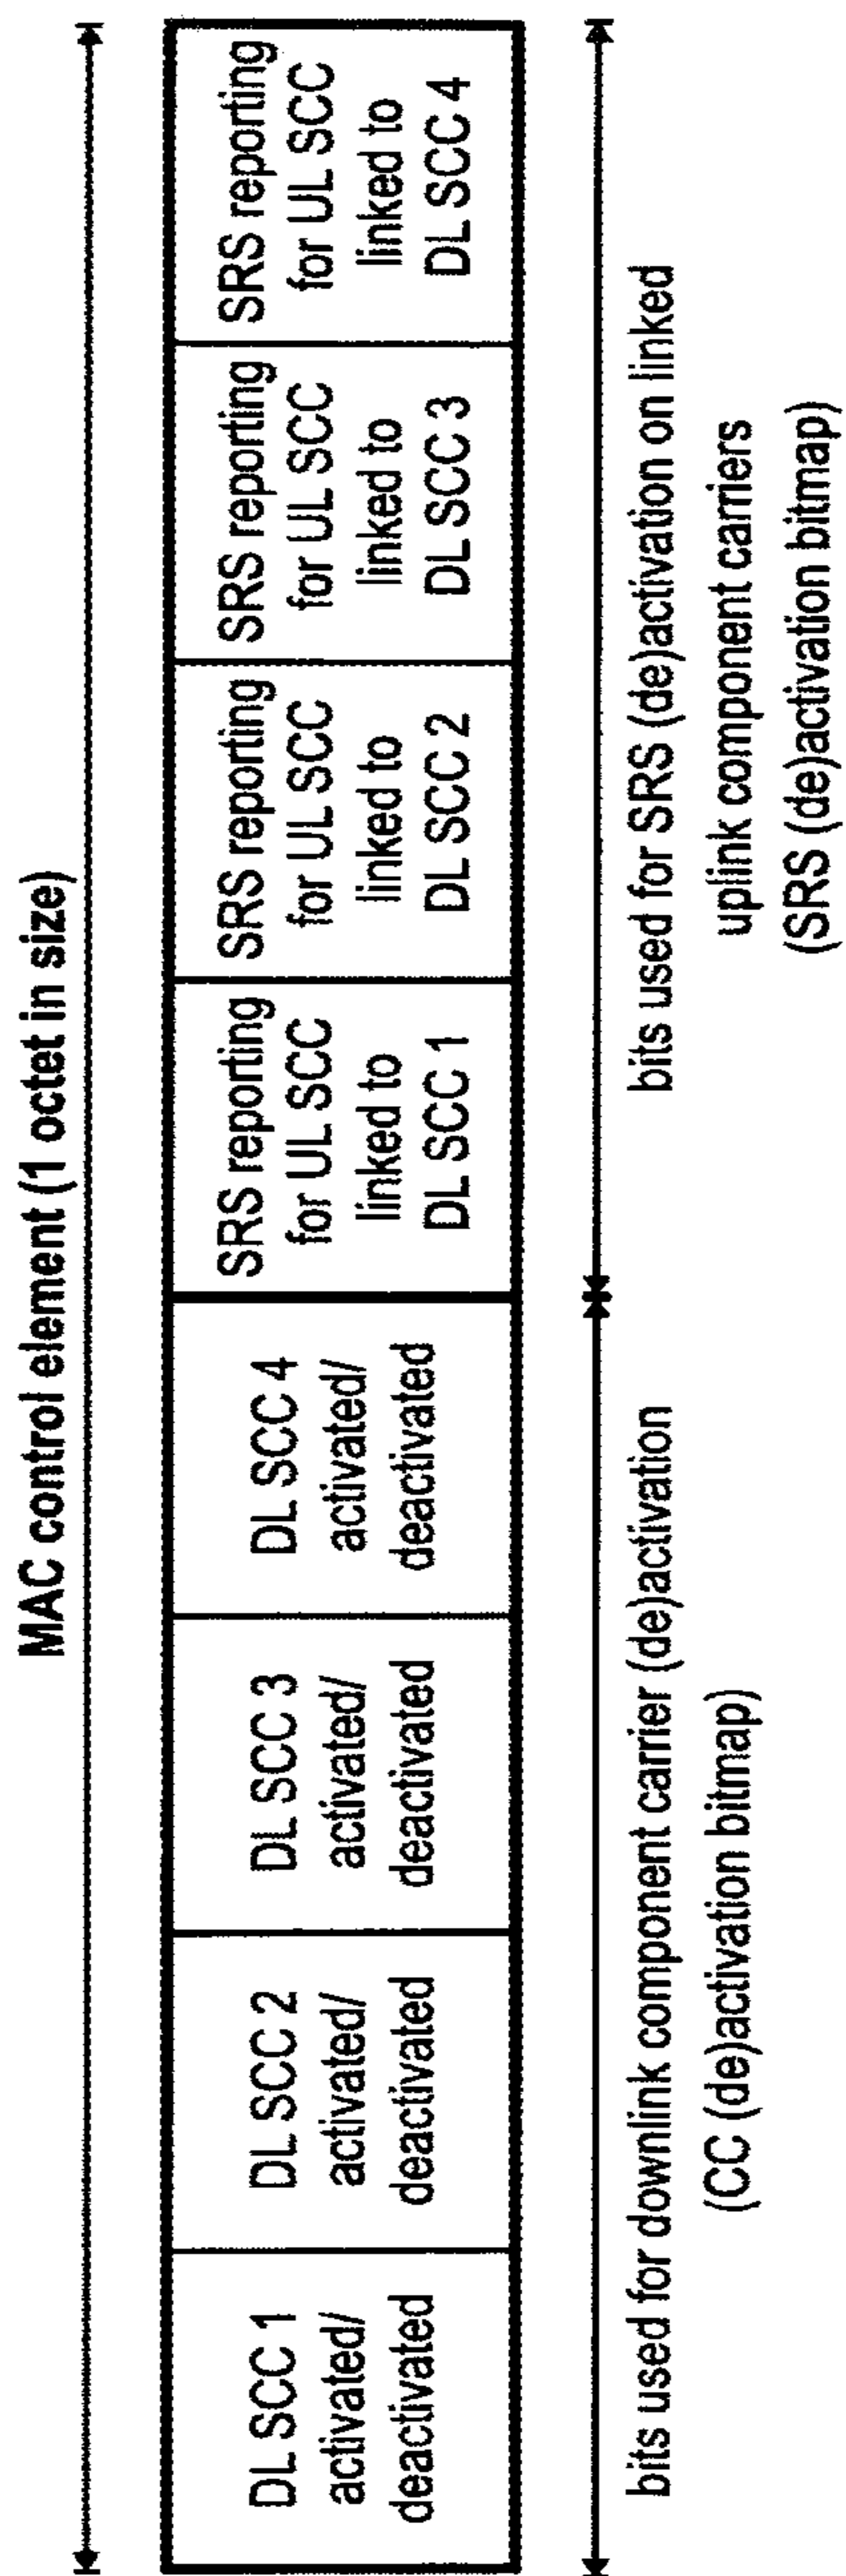 MAC control element (1 octet in size)
DL SCC 1
activated/
deactivated
DL SCC 2
activated/
deactivated
DL SCC 3
activated/
deactivated
DL SCC 4
activated/
deactivated
SRS reporting
for UL SCC
linked to
DL SCC 1
SRS reporting
for UL SCC
linked to
DL SCC 2
SRS reporting
for UL SCC
linked to
DL SCC 3
SRS reporting
for UL SCC
linked to
DL SCC 4
bits used for downlink component carrier (de)activation
(CC (de)activation bitmap)
bits used for SRS (de)activation on linked
uplink component carriers
(SRS (de)activation bitmap)